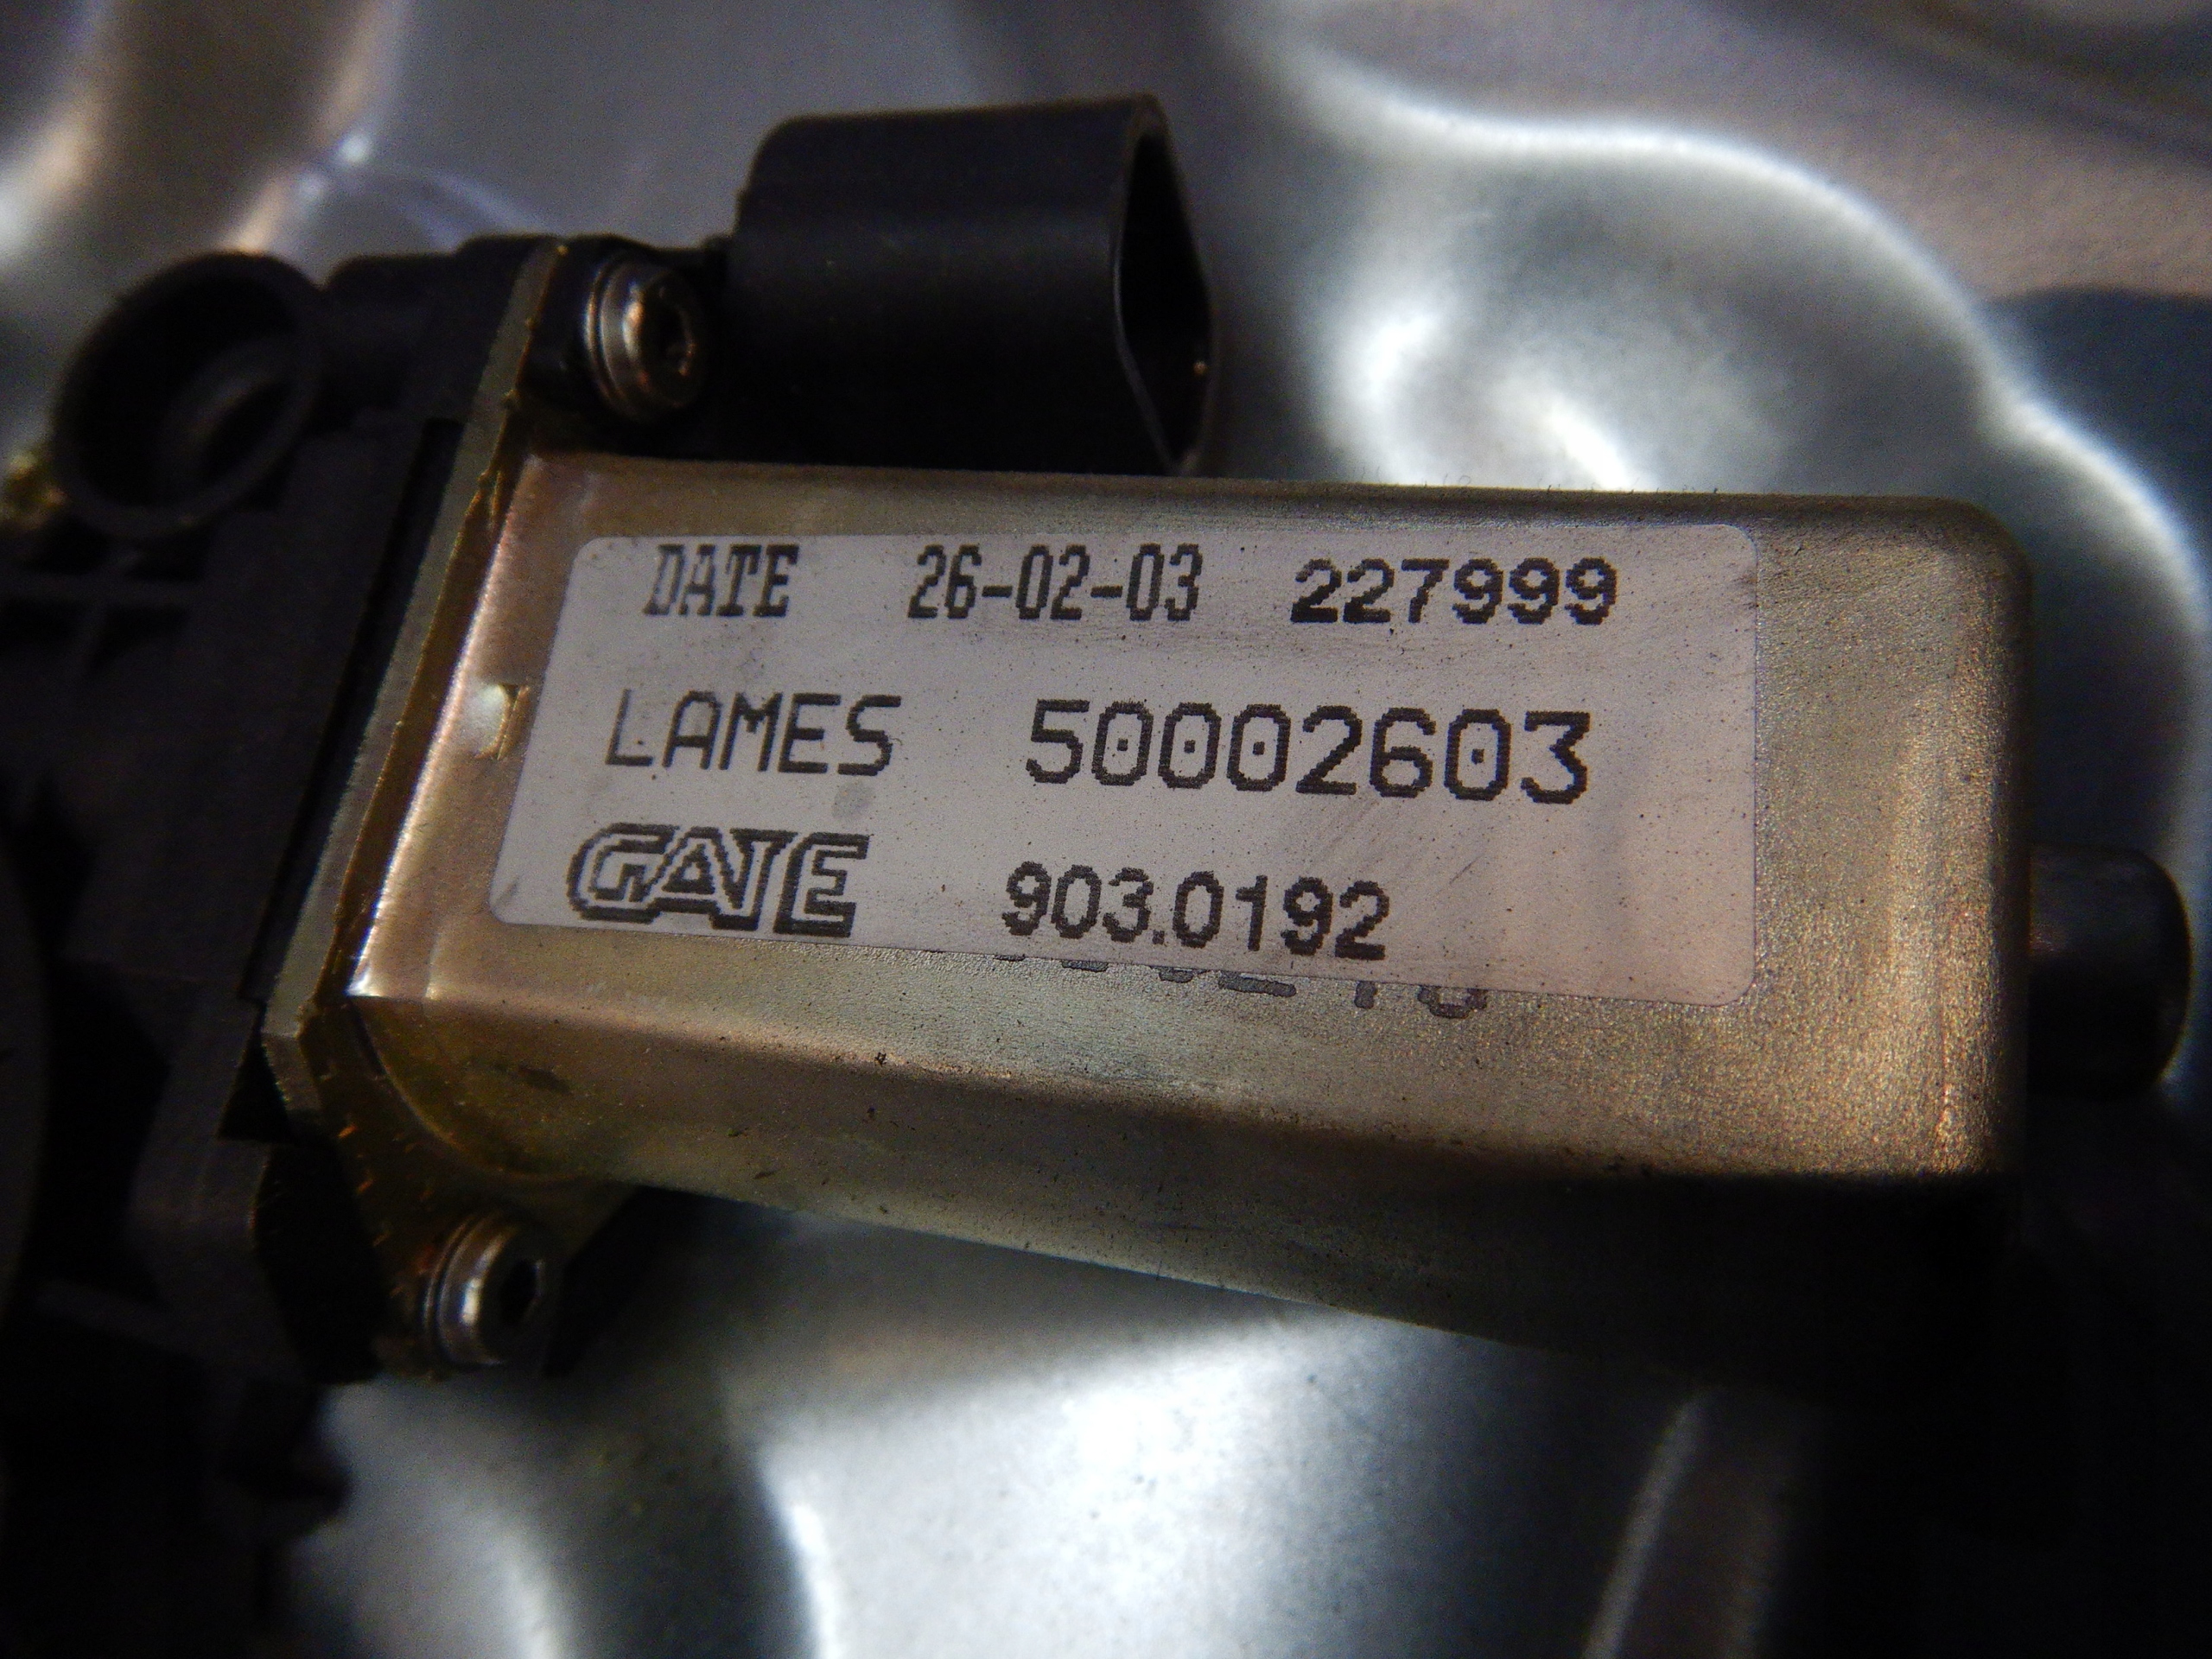 DATE 26-02-03 227999
LAMES 50002603
GATE 903.0192